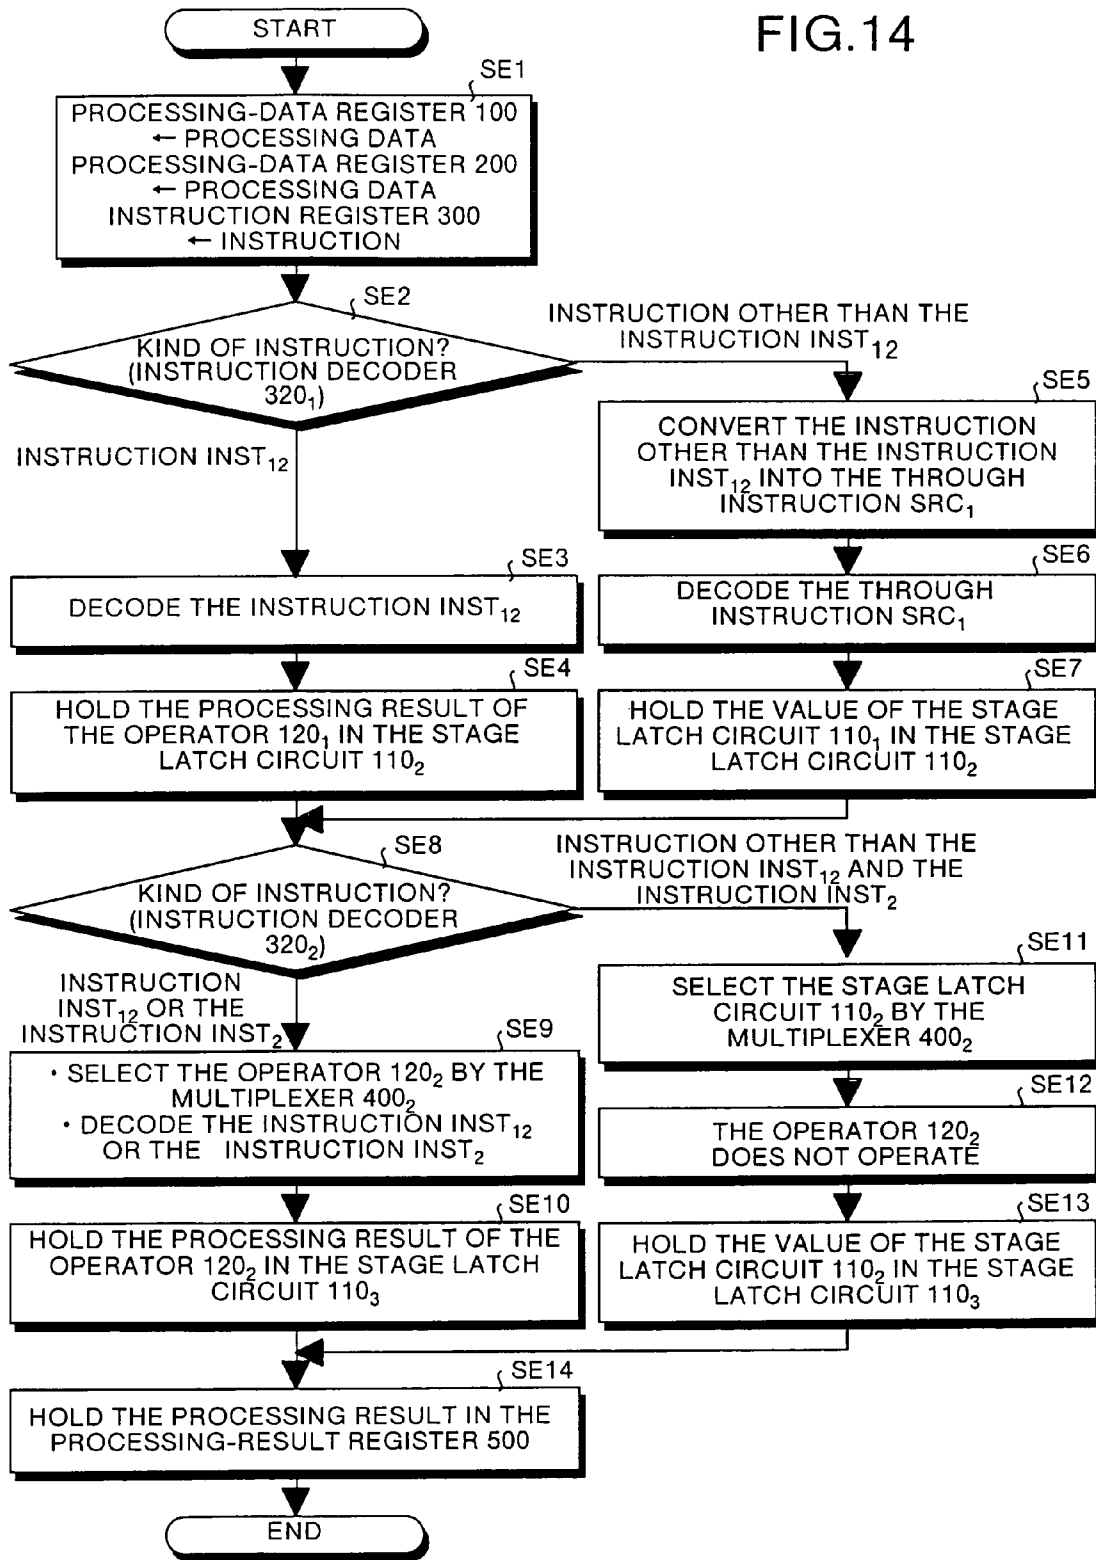 FIG.14
START
SE1
PROCESSING-DATA REGISTER 100
← PROCESSING DATA
PROCESSING-DATA REGISTER 200
← PROCESSING DATA
INSTRUCTION REGISTER 300
← INSTRUCTION
SE2
KIND OF INSTRUCTION?
(INSTRUCTION DECODER
320₁)
INSTRUCTION OTHER THAN THE
INSTRUCTION INST₁₂
INSTRUCTION INST₁₂
SE5
CONVERT THE INSTRUCTION
OTHER THAN THE INSTRUCTION
INST₁₂ INTO THE THROUGH
INSTRUCTION SRC₁
SE3
DECODE THE INSTRUCTION INST₁₂
SE6
DECODE THE THROUGH
INSTRUCTION SRC₁
SE4
HOLD THE PROCESSING RESULT OF
THE OPERATOR 120₁ IN THE STAGE
LATCH CIRCUIT 110₂
SE7
HOLD THE VALUE OF THE STAGE
LATCH CIRCUIT 110₁ IN THE STAGE
LATCH CIRCUIT 110₂
SE8
KIND OF INSTRUCTION?
(INSTRUCTION DECODER
320₂)
INSTRUCTION OTHER THAN THE
INSTRUCTION INST₁₂ AND THE
INSTRUCTION INST₂
INSTRUCTION
INST₁₂ OR THE
INSTRUCTION INST₂
SE11
SELECT THE STAGE LATCH
CIRCUIT 110₂ BY THE
MULTIPLEXER 400₂
SE9
・SELECT THE OPERATOR 120₂ BY THE
MULTIPLEXER 400₂
・DECODE THE INSTRUCTION INST₁₂
OR THE INSTRUCTION INST₂
SE12
THE OPERATOR 120₂
DOES NOT OPERATE
SE10
HOLD THE PROCESSING RESULT OF THE
OPERATOR 120₂ IN THE STAGE LATCH
CIRCUIT 110₃
SE13
HOLD THE VALUE OF THE STAGE
LATCH CIRCUIT 110₂ IN THE STAGE
LATCH CIRCUIT 110₃
SE14
HOLD THE PROCESSING RESULT IN THE
PROCESSING-RESULT REGISTER 500
END